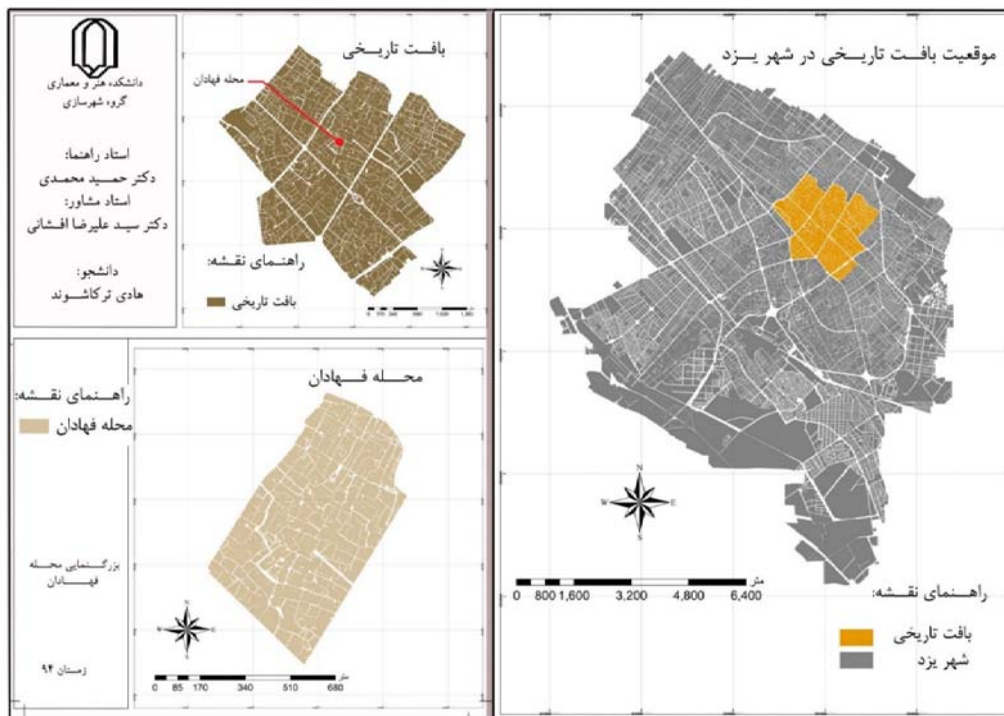 موقعیت بافت تاریخی در شهر یزد
N
W E
S
متر
0 800 1,600 3,200 4,800 6,400
راهنمای نقشه:
بافت تاریخی
شهر یزد
بافت تاریخی
محله فهادان
راهنمای نقشه:
بافت تاریخی
دانشکده هنر و معماری
گروه شهرسازی
استاد راهنما:
دکتر حمید محمدی
استاد مشاور:
دکتر سید علیرضا افشانی
دانشجو:
هادی ترکاشوند
محله فهادان
راهنمای نقشه:
محله فهادان
بزرگنمایی محله
فهادان
زمستان ۹۴
N
W E
S
متر
0 85 170 340 510 680